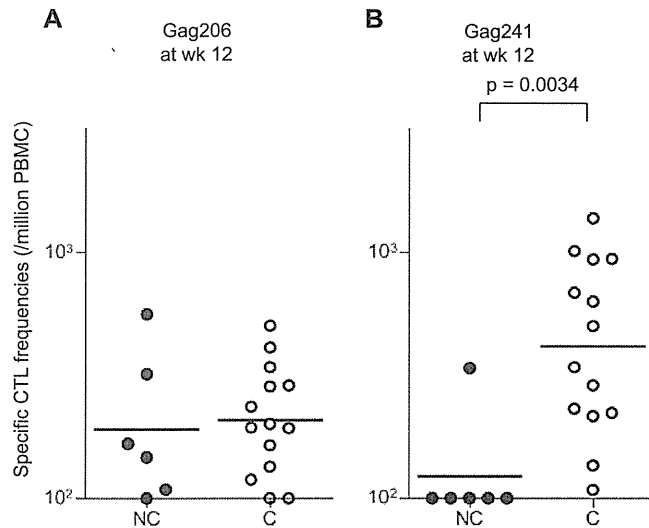 A
Gag206
at wk 12
B
Gag241
at wk 12
p = 0.0034
Specific CTL frequencies (/million PBMC)
10³
10²
NC
C
10³
10²
NC
C